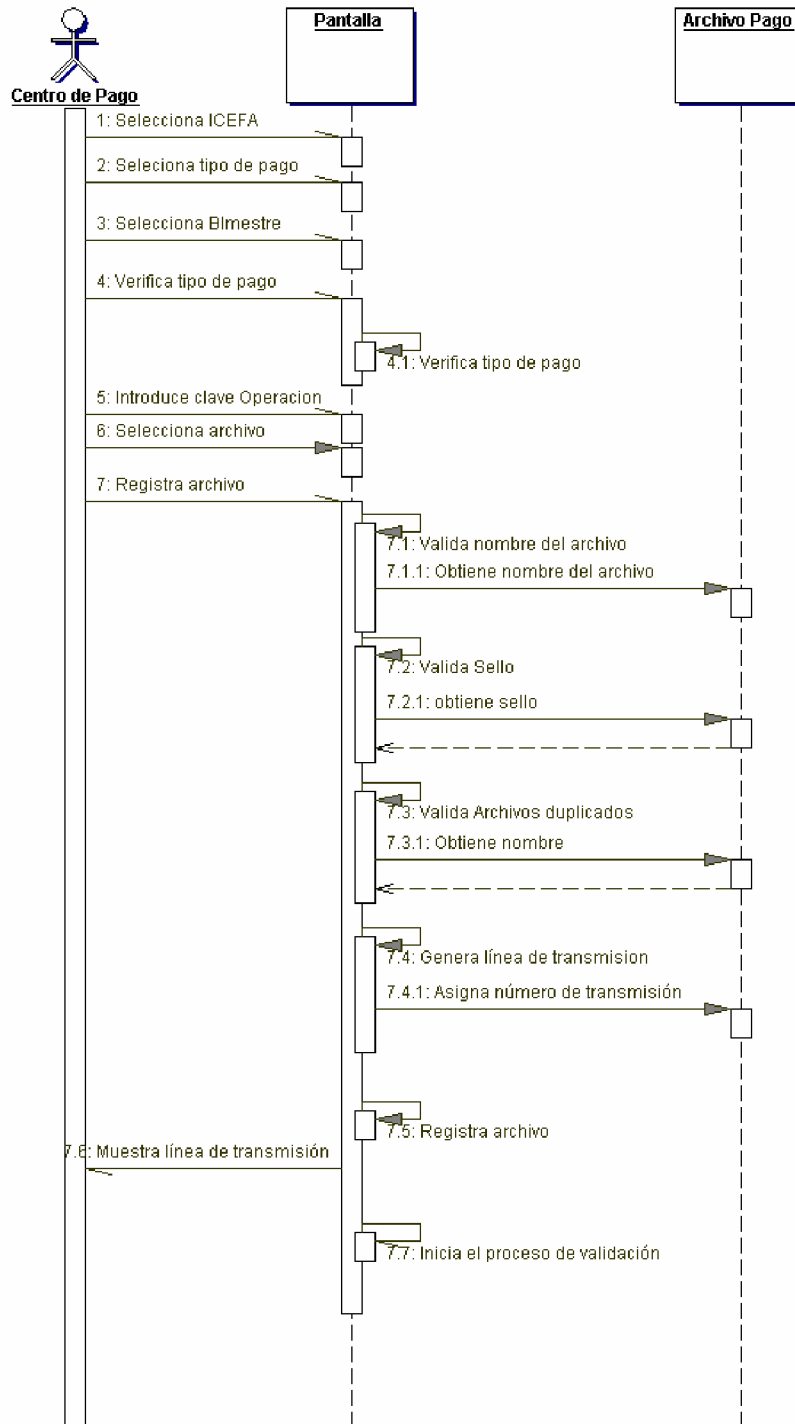 Pantalla
Archivo Pago
Centro de Pago
1: Selecciona ICEFA
2: Seleciona tipo de pago
3: Selecciona BImestre
4: Verifica tipo de pago
4.1: Verifica tipo de pago
5: Introduce clave Operacion
6: Selecciona archivo
7: Registra archivo
7.1: Valida nombre del archivo
7.1.1: Obtiene nombre del archivo
7.2: Valida Sello
7.2.1: obtiene sello
7.3: Valida Archivos duplicados
7.3.1: Obtiene nombre
7.4: Genera línea de transmision
7.4.1: Asigna número de transmisión
7.5: Registra archivo
7.6: Muestra línea de transmisión
7.7: Inicia el proceso de validación